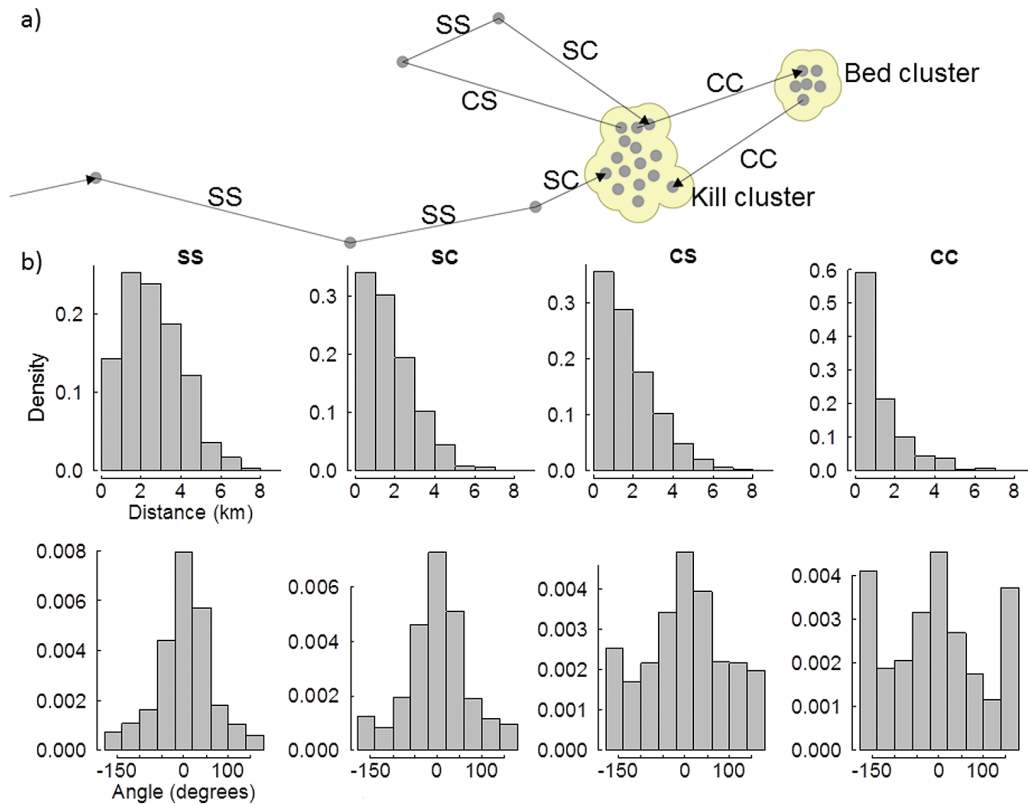 a)
SS
SC
CS
CC
Bed cluster
CC
SC
Kill cluster
SS
SS
b)
SS SC CS CC
Density
0.2
0.1
0.0
0 2 4 6 8
Distance (km)
0.3
0.2
0.1
0.0
0 2 4 6 8
0.3
0.2
0.1
0.0
0 2 4 6 8
0.6
0.5
0.4
0.3
0.2
0.1
0.0
0 2 4 6 8
0.008
0.006
0.004
0.002
0.000
-150 0 100
Angle (degrees)
0.006
0.004
0.002
0.000
-150 0 100
0.004
0.003
0.002
0.001
0.000
-150 0 100
0.004
0.003
0.002
0.001
0.000
-150 0 100